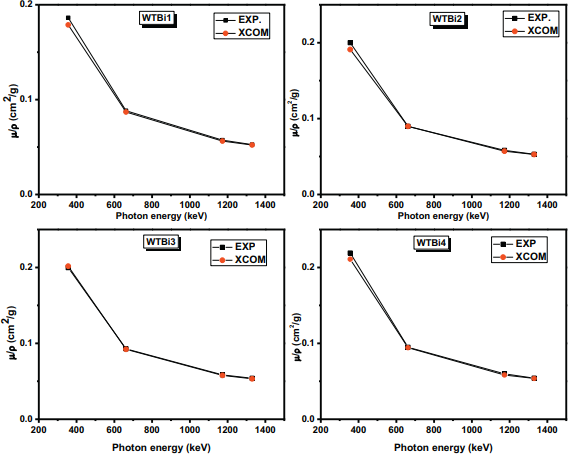 0.2
WTBi1
EXP.
XCOM
0.1
0.0
μ/ρ (cm2/g)
200 400 600 800 1000 1200 1400
Photon energy (keV)
WTBi2
EXP.
XCOM
0.2
0.1
0.0
μ/ρ (cm2/g)
200 400 600 800 1000 1200 1400
Photon energy (keV)
WTBi3
EXP
XCOM
0.2
0.1
0.0
μ/ρ (cm2/g)
200 400 600 800 1000 1200 1400
Photon energy (keV)
WTBi4
EXP
XCOM
0.2
0.1
0.0
μ/ρ (cm2/g)
200 400 600 800 1000 1200 1400
Photon energy (keV)